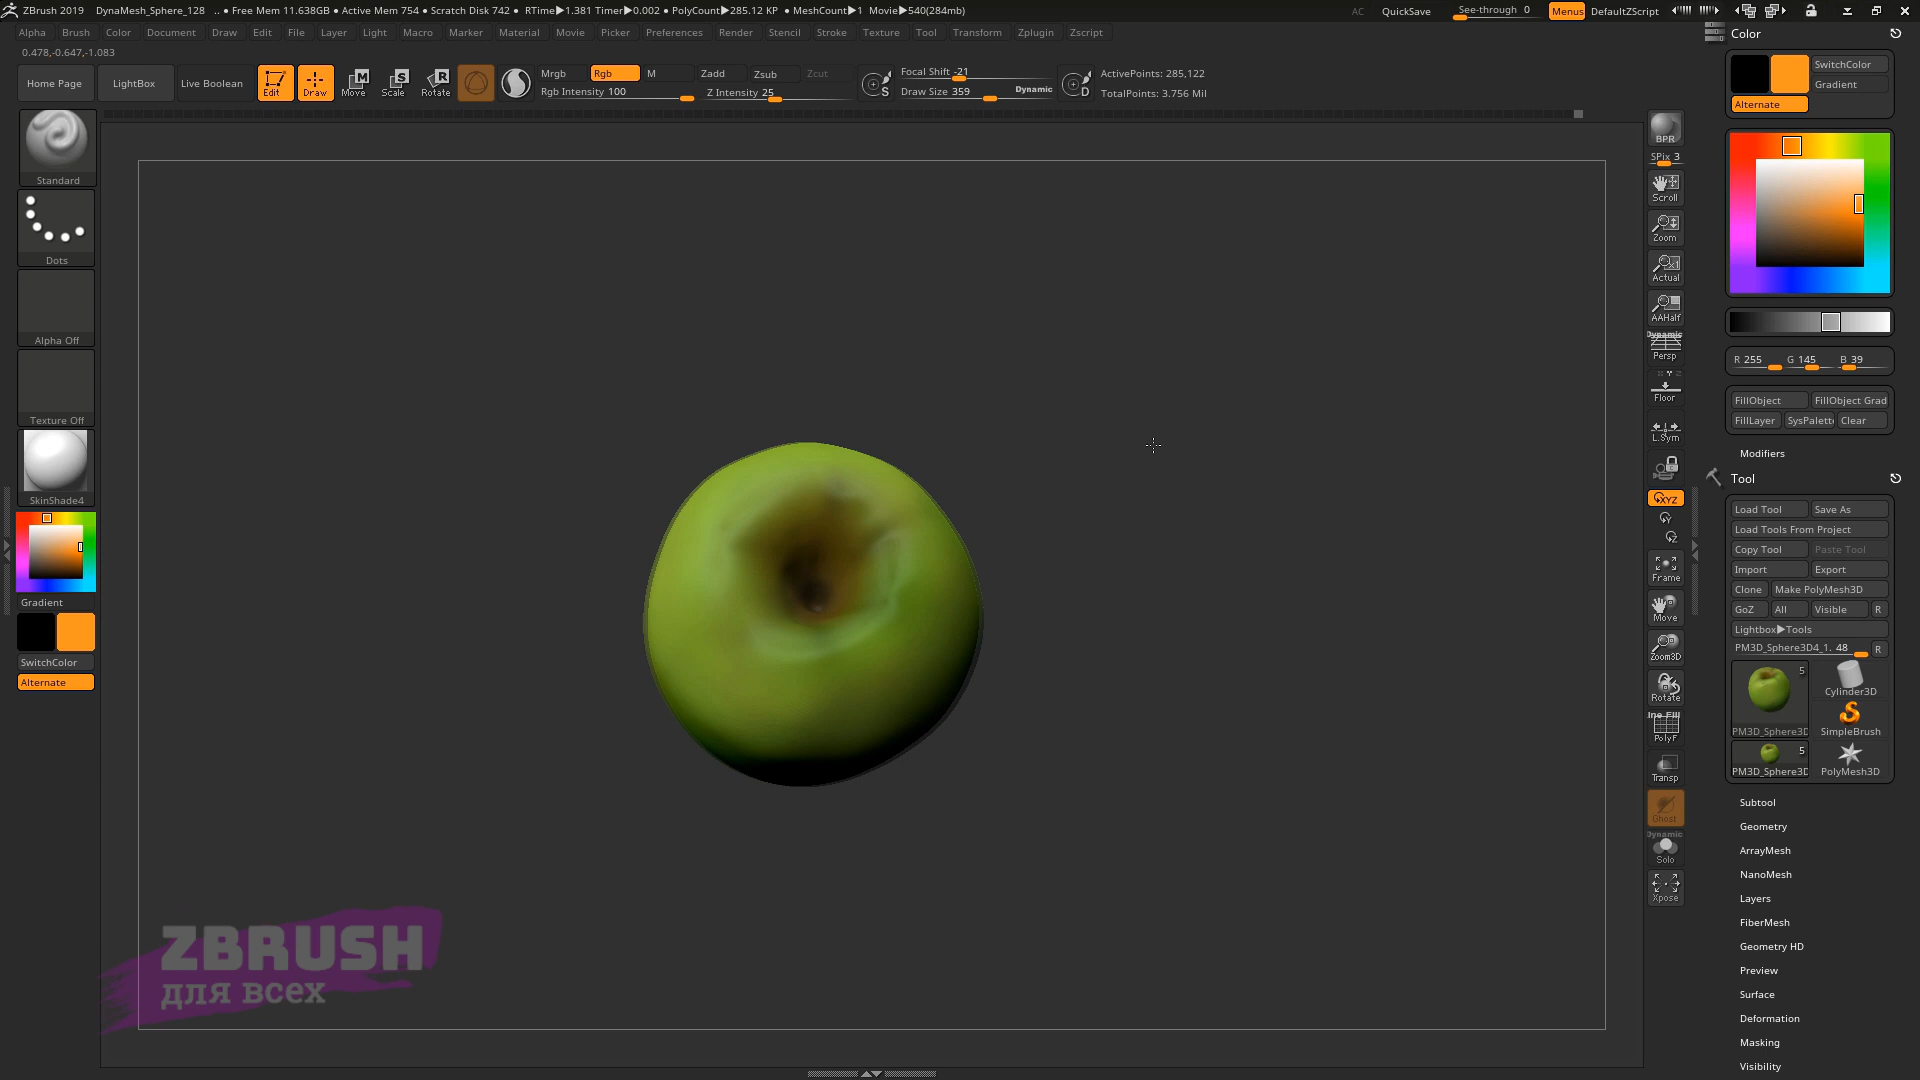 ZBrush 2019 DynaMesh_Sphere_128 .. • Free Mem 11.638GB • Active Mem 754 • Scratch Disk 742 • RTime▶1.381 Timer▶0.002 • PolyCount▶285.12 KP • MeshCount▶1 Movie▶540(284mb) AC QuickSave See-through 0 Menus DefaultZScript
Alpha Brush Color Document Draw Edit File Layer Light Macro Marker Material Movie Picker Preferences Render Stencil Stroke Texture Tool Transform Zplugin Zscript
0.478,-0.647,-1.083
Home Page LightBox Live Boolean Edit Draw Move Scale Rotate
Mrgb Rgb M Zadd Zsub Zcut
Rgb Intensity 100 Z Intensity 25
Focal Shift -21
Draw Size 359 Dynamic
ActivePoints: 285,122
TotalPoints: 3.756 Mil
Standard
Dots
Alpha Off
Texture Off
SkinShade4
Gradient
SwitchColor
Alternate
ZBRUSH
для всех
BPR
SPix 3
Scroll
Zoom
Actual
AAHalf
Dynamic
Persp
Floor
L.Sym
XYZ
Frame
Move
Zoom3D
Rotate
Line Fill
PolyF
Transp
Ghost
Dynamic
Solo
Xpose
Color
SwitchColor
Gradient
Alternate
R 255 G 145 B 39
FillObject FillObject Grad
FillLayer SysPalett Clear
Modifiers
Tool
Load Tool Save As
Load Tools From Project
Copy Tool Paste Tool
Import Export
Clone Make PolyMesh3D
GoZ All Visible R
Lightbox▶Tools
PM3D_Sphere3D4_1. 48 R
5
Cylinder3D
PM3D_Sphere3D SimpleBrush
5
PM3D_Sphere3D PolyMesh3D
Subtool
Geometry
ArrayMesh
NanoMesh
Layers
FiberMesh
Geometry HD
Preview
Surface
Deformation
Masking
Visibility